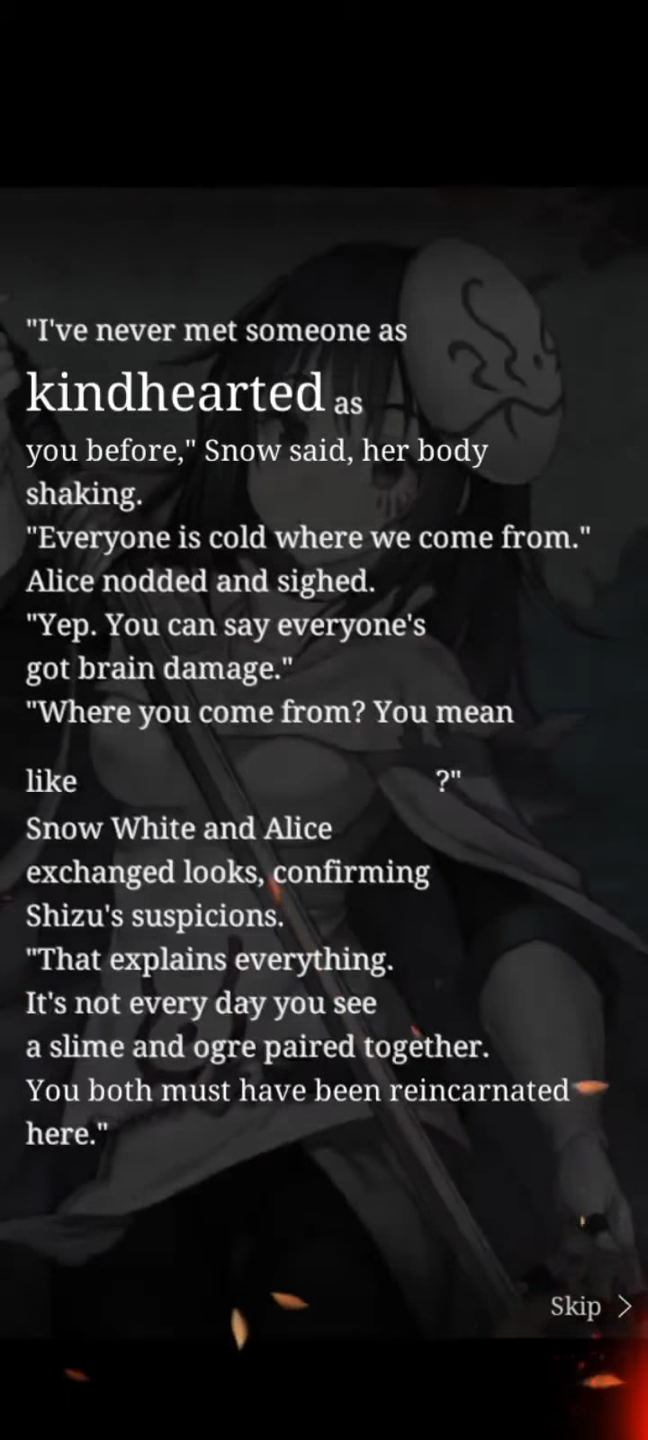 "I've never met someone as
kindhearted as
you before," Snow said, her body
shaking.
"Everyone is cold where we come from."
Alice nodded and sighed.
"Yep. You can say everyone's
got brain damage."
"Where you come from? You mean
like ?"
Snow White and Alice
exchanged looks, confirming
Shizu's suspicions.
"That explains everything.
It's not every day you see
a slime and ogre paired together.
You both must have been reincarnated
here."
Skip >